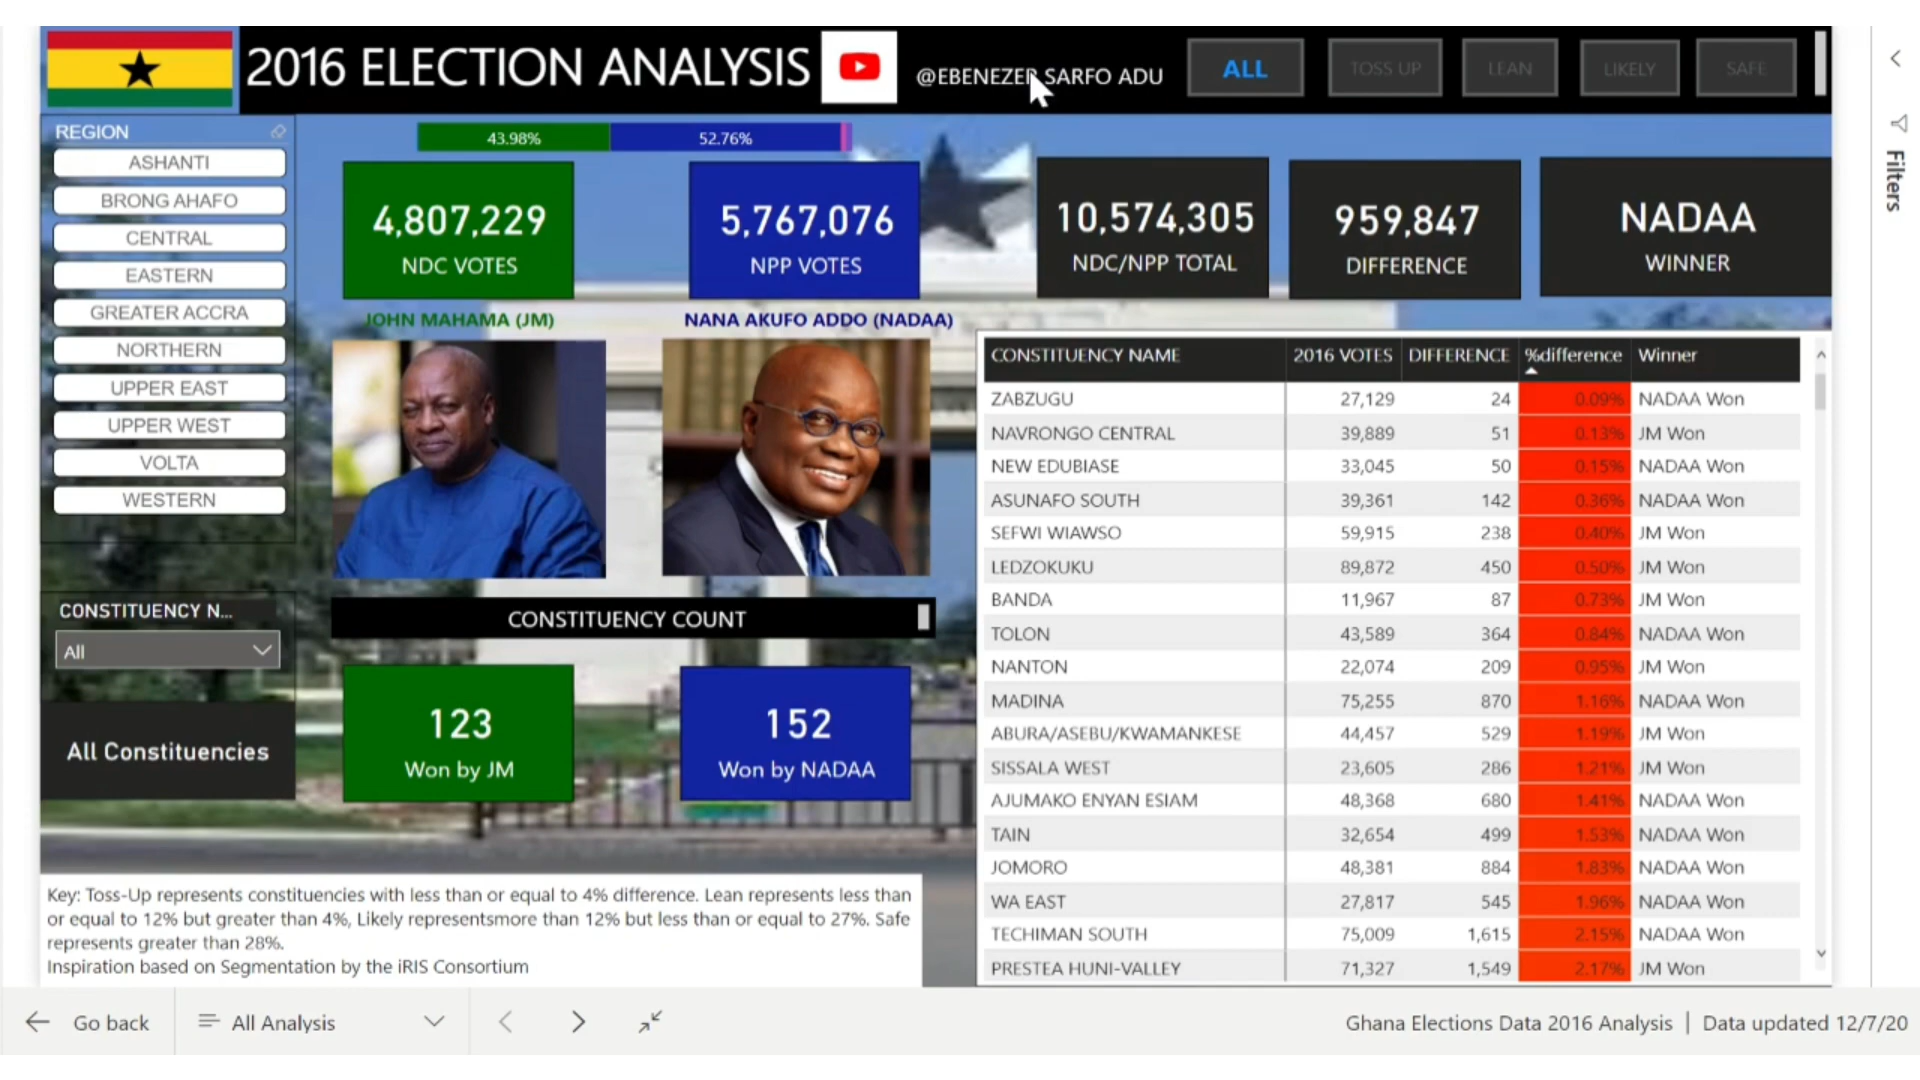 2016 ELECTION ANALYSIS
@EBENEZER SARFO ADU
ALL
TOSS UP
LEAN
LIKELY
SAFE
Filters
REGION
ASHANTI
BRONG AHAFO
CENTRAL
EASTERN
GREATER ACCRA
NORTHERN
UPPER EAST
UPPER WEST
VOLTA
WESTERN
43.98% 52.76%
4,807,229
NDC VOTES
5,767,076
NPP VOTES
10,574,305
NDC/NPP TOTAL
959,847
DIFFERENCE
NADAA
WINNER
JOHN MAHAMA (JM)
NANA AKUFO ADDO (NADAA)
CONSTITUENCY NAME 2016 VOTES DIFFERENCE %difference Winner
ZABZUGU 27,129 24 0.09% NADAA Won
NAVRONGO CENTRAL 39,889 51 0.13% JM Won
NEW EDUBIASE 33,045 50 0.15% NADAA Won
ASUNAFO SOUTH 39,361 142 0.36% NADAA Won
SEFWI WIAWSO 59,915 238 0.40% JM Won
LEDZOKUKU 89,872 450 0.50% JM Won
BANDA 11,967 87 0.73% JM Won
TOLON 43,589 364 0.84% NADAA Won
NANTON 22,074 209 0.95% JM Won
MADINA 75,255 870 1.16% NADAA Won
ABURA/ASEBU/KWAMANKESE 44,457 529 1.19% JM Won
SISSALA WEST 23,605 286 1.21% JM Won
AJUMAKO ENYAN ESIAM 48,368 680 1.41% NADAA Won
TAIN 32,654 499 1.53% NADAA Won
JOMORO 48,381 884 1.83% NADAA Won
WA EAST 27,817 545 1.96% NADAA Won
TECHIMAN SOUTH 75,009 1,615 2.15% NADAA Won
PRESTEA HUNI-VALLEY 71,327 1,549 2.17% JM Won
CONSTITUENCY N...
All
All Constituencies
CONSTITUENCY COUNT
123
Won by JM
152
Won by NADAA
Key: Toss-Up represents constituencies with less than or equal to 4% difference. Lean represents less than
or equal to 12% but greater than 4%, Likely representsmore than 12% but less than or equal to 27%. Safe
represents greater than 28%.
Inspiration based on Segmentation by the iRIS Consortium
Go back
All Analysis
Ghana Elections Data 2016 Analysis | Data updated 12/7/20